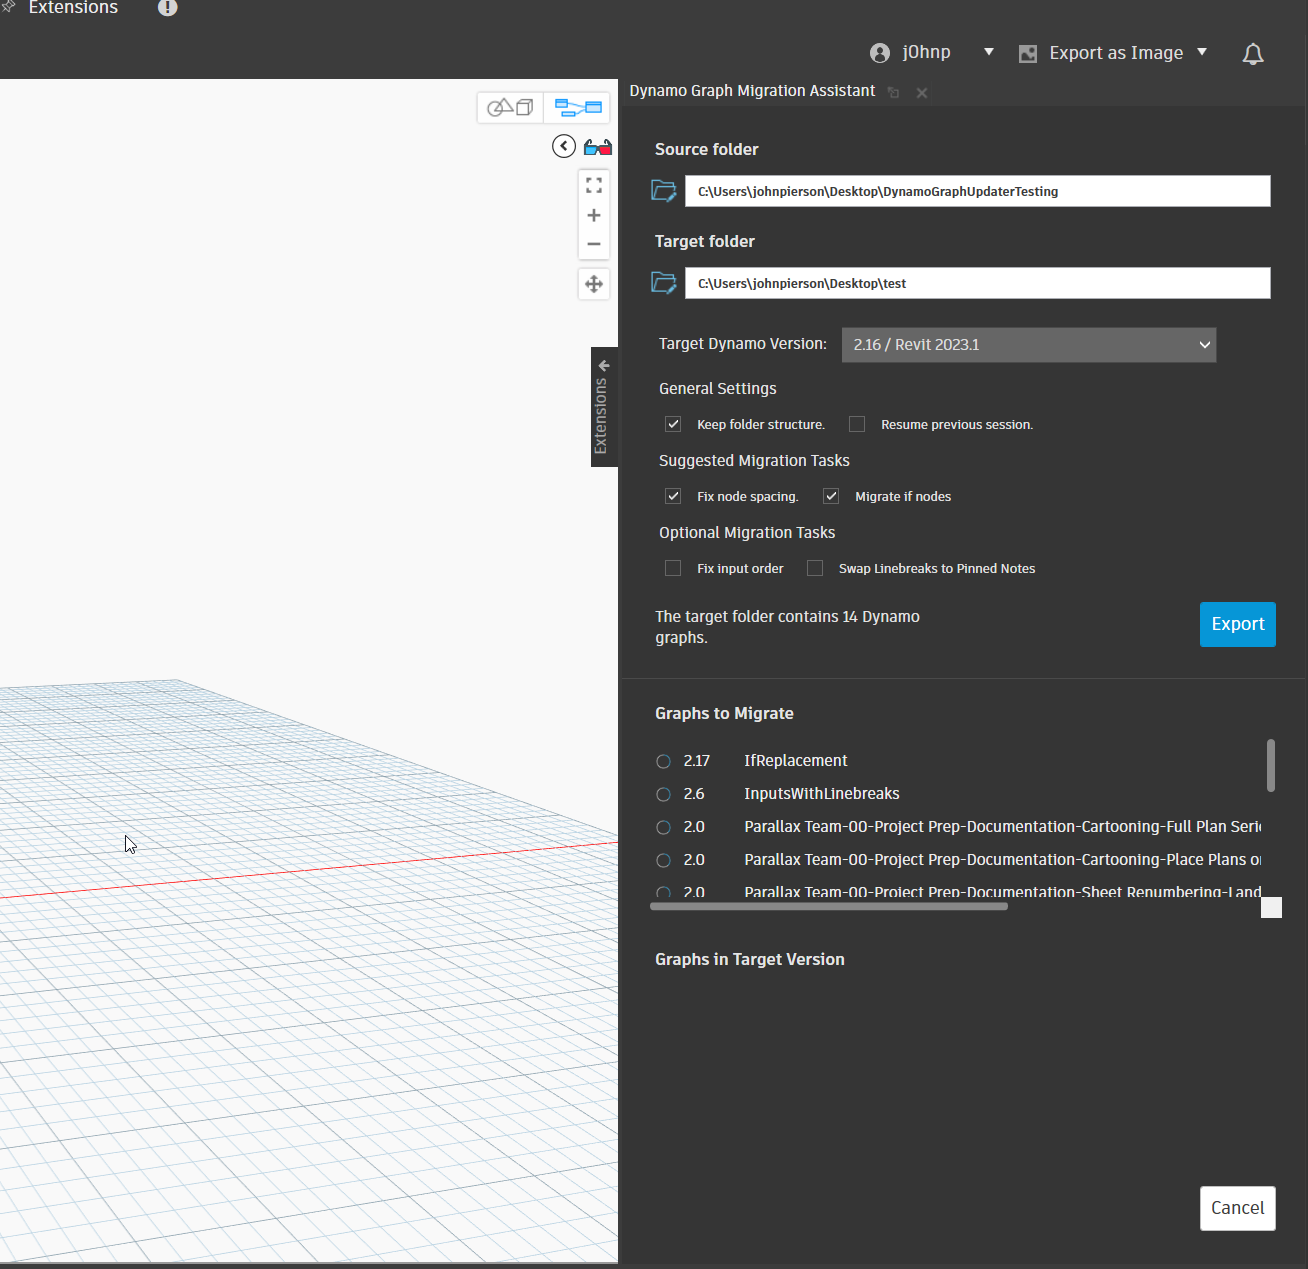 Extensions
j0hnp
Export as Image
Dynamo Graph Migration Assistant
Source folder
C:\Users\johnpierson\Desktop\DynamoGraphUpdaterTesting
Target folder
C:\Users\johnpierson\Desktop\test
Target Dynamo Version:
2.16 / Revit 2023.1
Extensions
General Settings
Keep folder structure.
Resume previous session.
Suggested Migration Tasks
Fix node spacing.
Migrate if nodes
Optional Migration Tasks
Fix input order
Swap Linebreaks to Pinned Notes
The target folder contains 14 Dynamo
graphs.
Export
Graphs to Migrate
2.17 IfReplacement
2.6 InputsWithLinebreaks
2.0 Parallax Team-00-Project Prep-Documentation-Cartooning-Full Plan Seri
2.0 Parallax Team-00-Project Prep-Documentation-Cartooning-Place Plans o
2.0 Parallax Team-00-Project Prep-Documentation-Sheet Renumbering-Land
Graphs in Target Version
Cancel